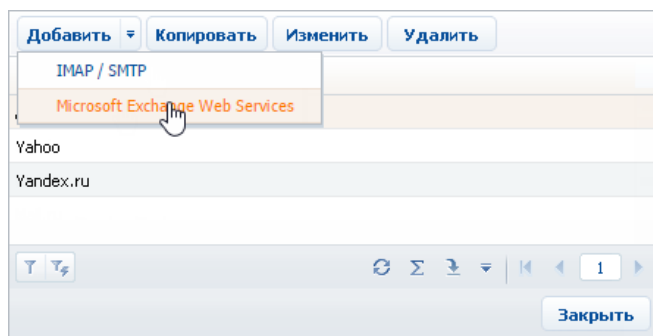 Добавить Копировать Изменить Удалить
IMAP / SMTP
Microsoft Exchange Web Services
Yahoo
Yandex.ru
Σ 1
Закрыть